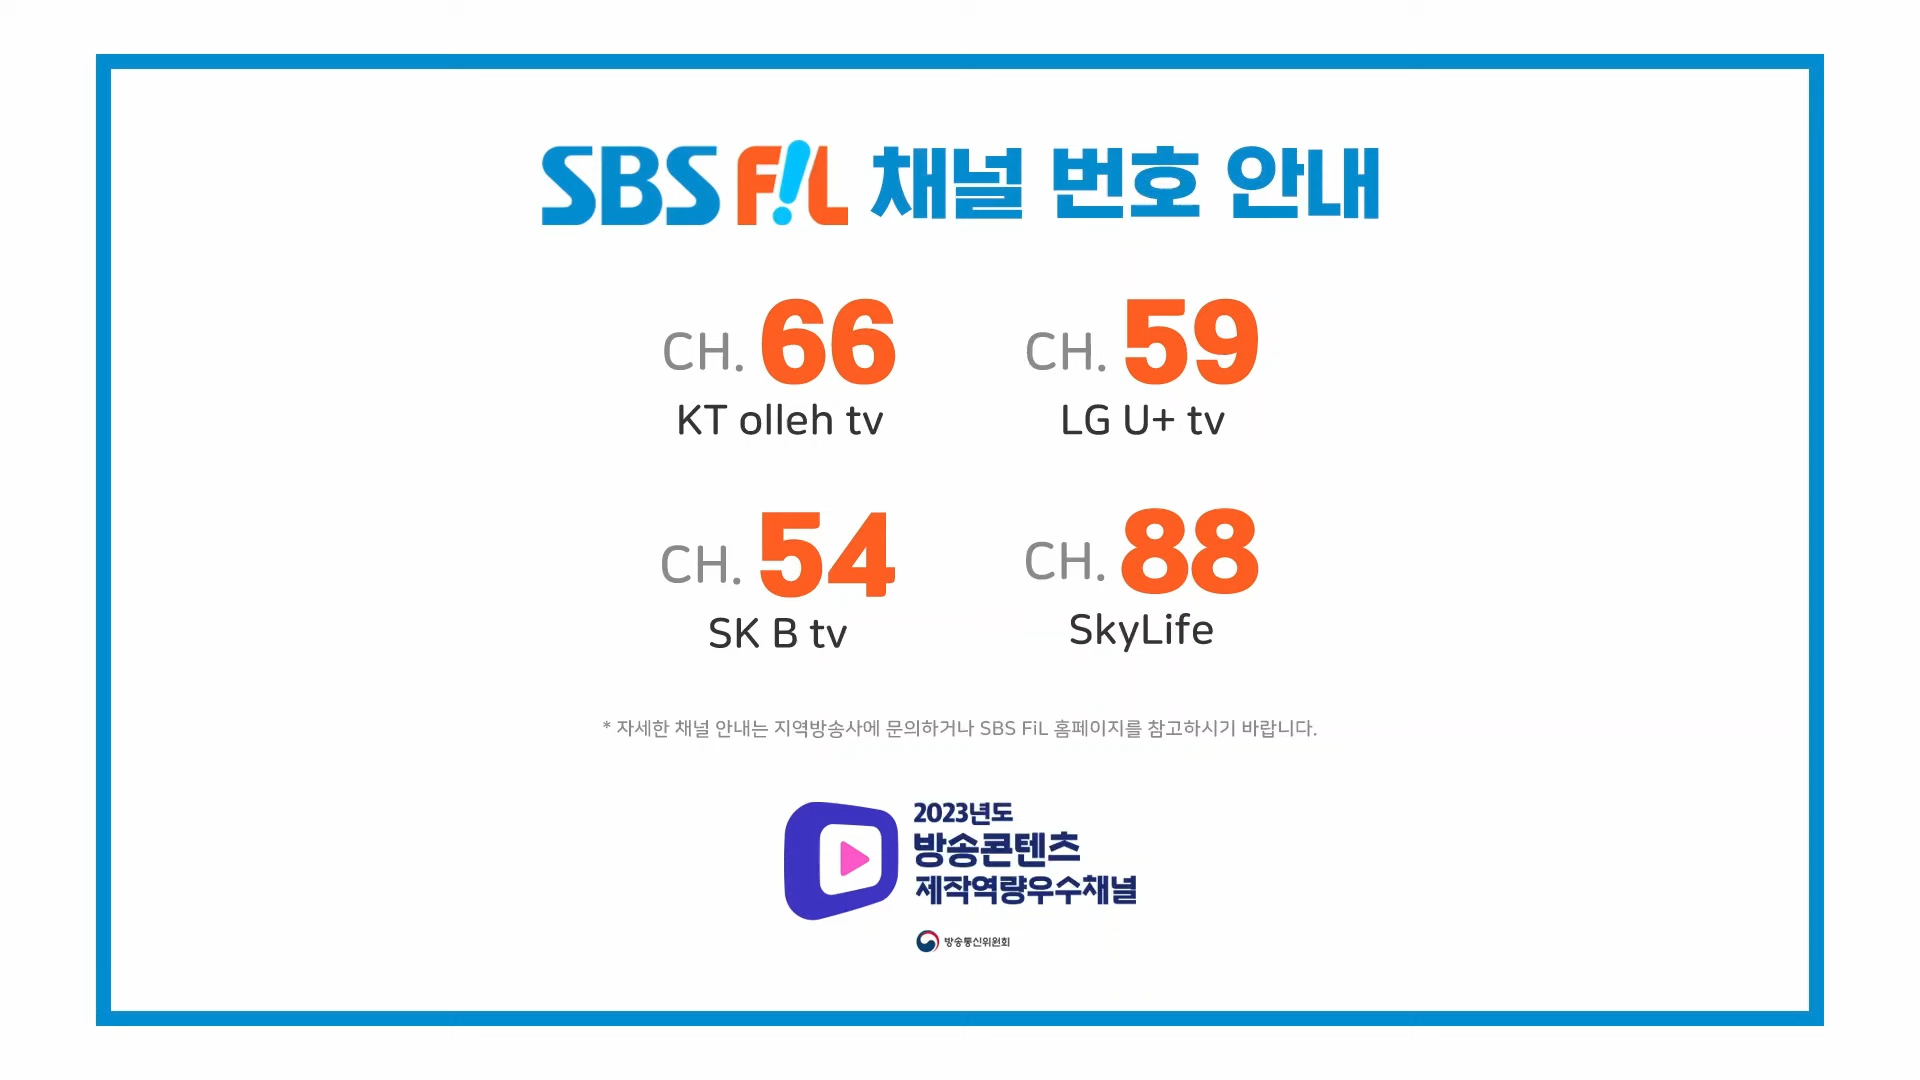 SBS F!L 채널 번호 안내
CH. 66
KT olleh tv
CH. 59
LG U+ tv
CH. 54
SK B tv
CH. 88
SkyLife
* 자세한 채널 안내는 지역방송사에 문의하거나 SBS FiL 홈페이지를 참고하시기 바랍니다.
2023년도
방송콘텐츠
제작역량우수채널
방송통신위원회